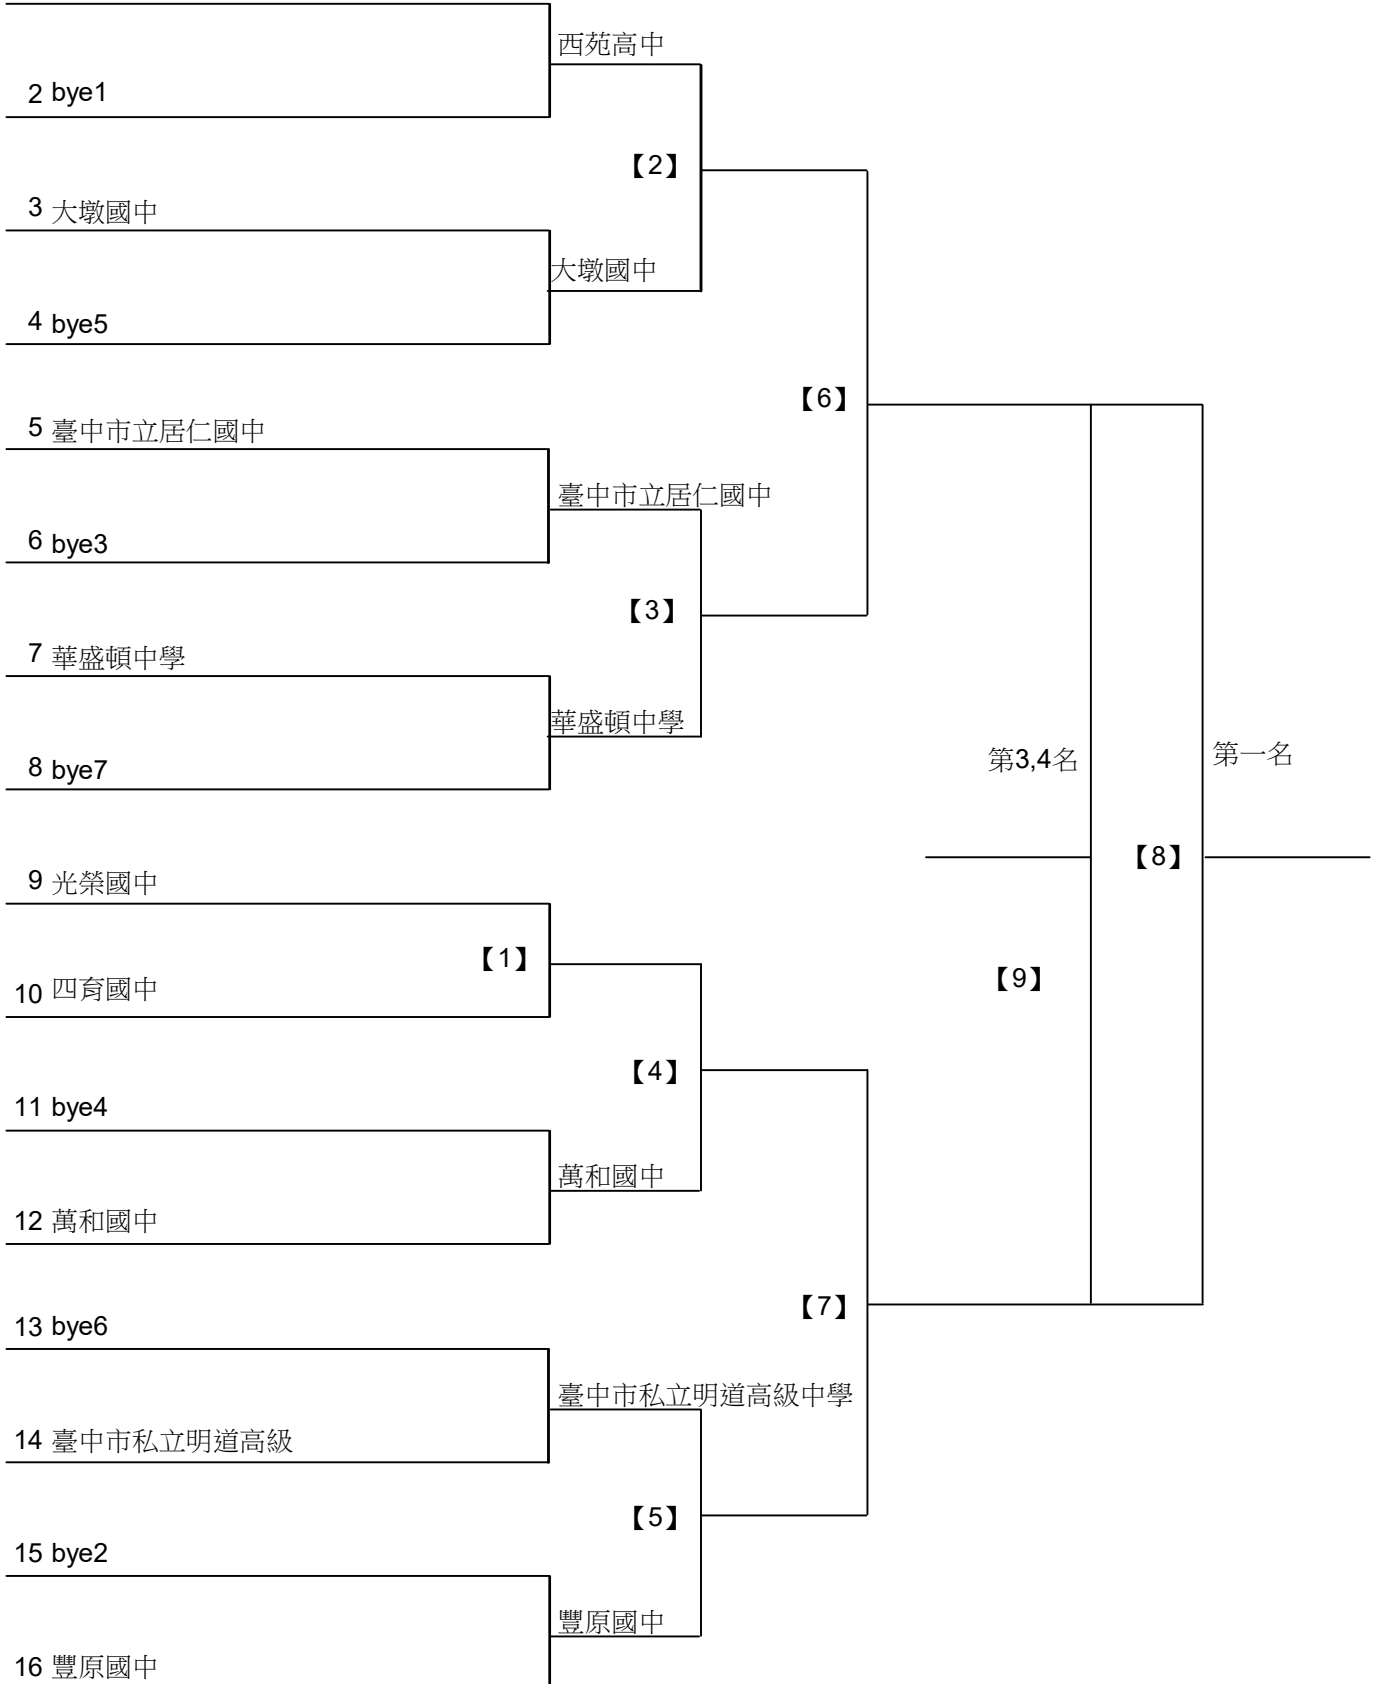 西苑高中
2 bye1
【2】
3 大墩國中
大墩國中
4 bye5
【6】
5 臺中市立居仁國中
臺中市立居仁國中
6 bye3
【3】
7 華盛頓中學
華盛頓中學
第3,4名
第一名
8 bye7
【8】
9 光榮國中
【1】
【9】
10 四育國中
【4】
11 bye4
萬和國中
12 萬和國中
【7】
13 bye6
臺中市私立明道高級中學
14 臺中市私立明道高級
【5】
15 bye2
豐原國中
16 豐原國中